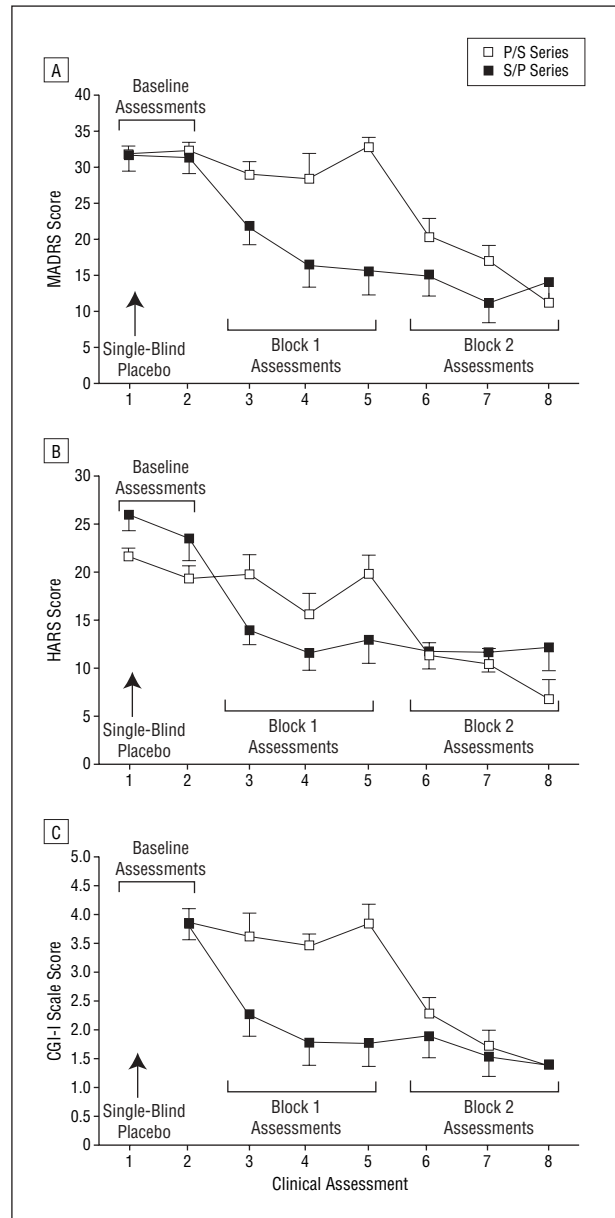 P/S Series
S/P Series
A
Baseline
Assessments
40
35
30
25
20
15
10
5
0
MADRS Score
Single-Blind
Placebo
Block 1
Assessments
Block 2
Assessments
1 2 3 4 5 6 7 8
B
Baseline
Assessments
30
25
20
15
10
5
0
HARS Score
Single-Blind
Placebo
Block 1
Assessments
Block 2
Assessments
1 2 3 4 5 6 7 8
C
Baseline
Assessments
5.0
4.5
4.0
3.5
3.0
2.5
2.0
1.5
1.0
0.5
0
CGI-I Scale Score
Single-Blind
Placebo
Block 1
Assessments
Block 2
Assessments
1 2 3 4 5 6 7 8
Clinical Assessment